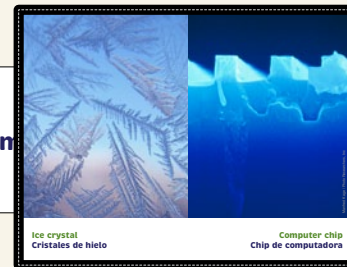 m
Ice crystal
Cristales de hielo
Computer chip
Chip de computadora